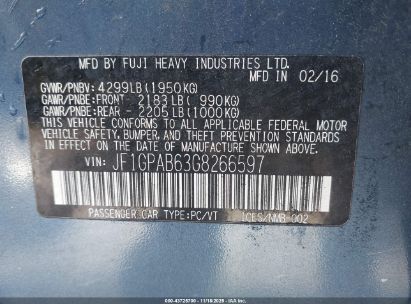 MFD BY FUJI HEAVY INDUSTRIES LTD.
MFD IN 02/16
GVWR/PNBV: 4299LB(1950KG)
GAWR/PNBE:FRONT - 2183LB( 990KG)
GAWR/PNBE:REAR - 2205LB(1000KG)
THIS VEHICLE CONFORMS TO ALL APPLICABLE FEDERAL MOTOR
VEHICLE SAFETY, BUMPER, AND THEFT PREVENTION STANDARDS
IN EFFECT ON THE DATE OF MANUFACTURE SHOWN ABOVE.
VIN: JF1GPAB63G8266597
PASSENGER CAR TYPE:PC/VT ICES/NMB-002